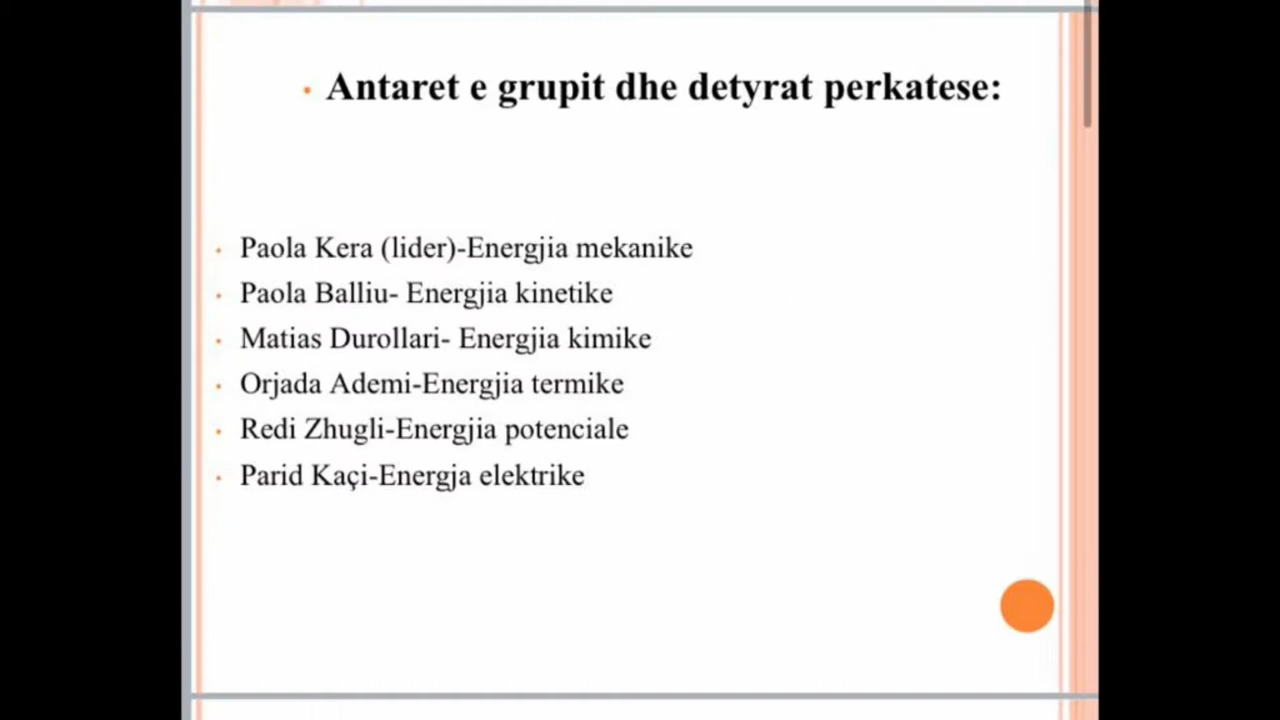 Antaret e grupit dhe detyrat perkatese:
Paola Kera (lider)-Energjia mekanike
Paola Balliu- Energjia kinetike
Matias Durollari- Energjia kimike
Orjada Ademi-Energjia termike
Redi Zhugli-Energjia potenciale
Parid Kaçi-Energja elektrike